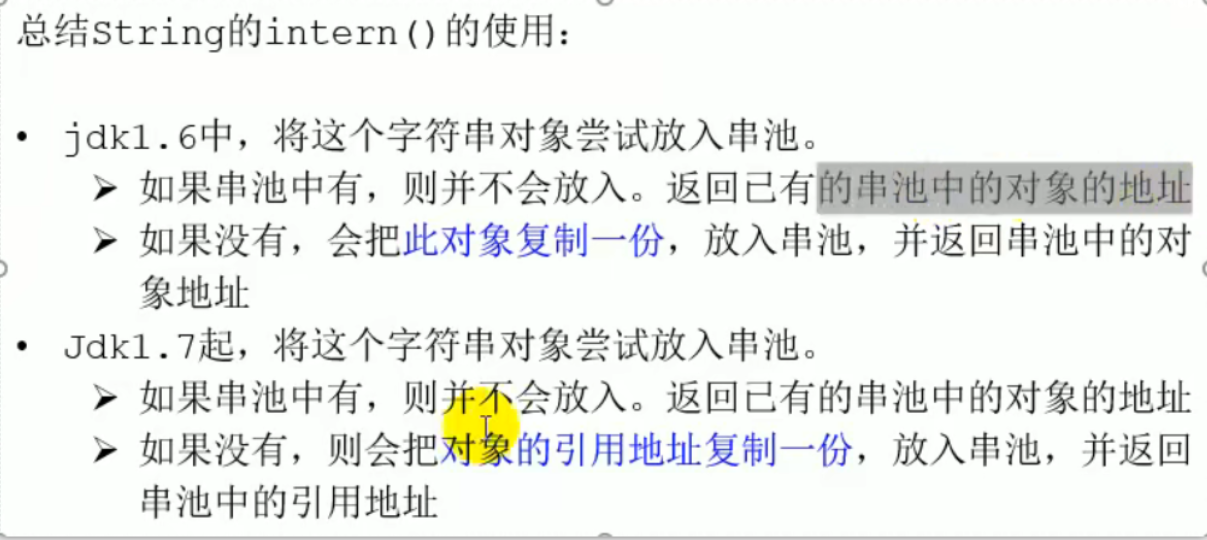 总结String的intern()的使用：
• jdk1.6中，将这个字符串对象尝试放入串池。
➢ 如果串池中有，则并不会放入。返回已有的串池中的对象的地址
➢ 如果没有，会把此对象复制一份，放入串池，并返回串池中的对
象地址
• Jdk1.7起，将这个字符串对象尝试放入串池。
➢ 如果串池中有，则并不会放入。返回已有的串池中的对象的地址
➢ 如果没有，则会把对象的引用地址复制一份，放入串池，并返回
串池中的引用地址